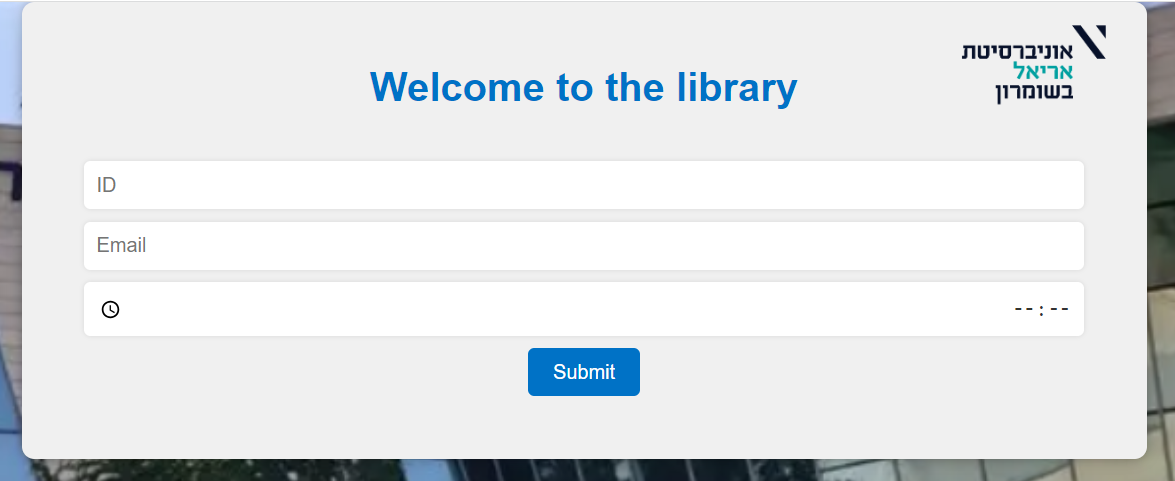 אוניברסיטת
אריאל
בשומרון
Welcome to the library
ID
Email
--:--
Submit